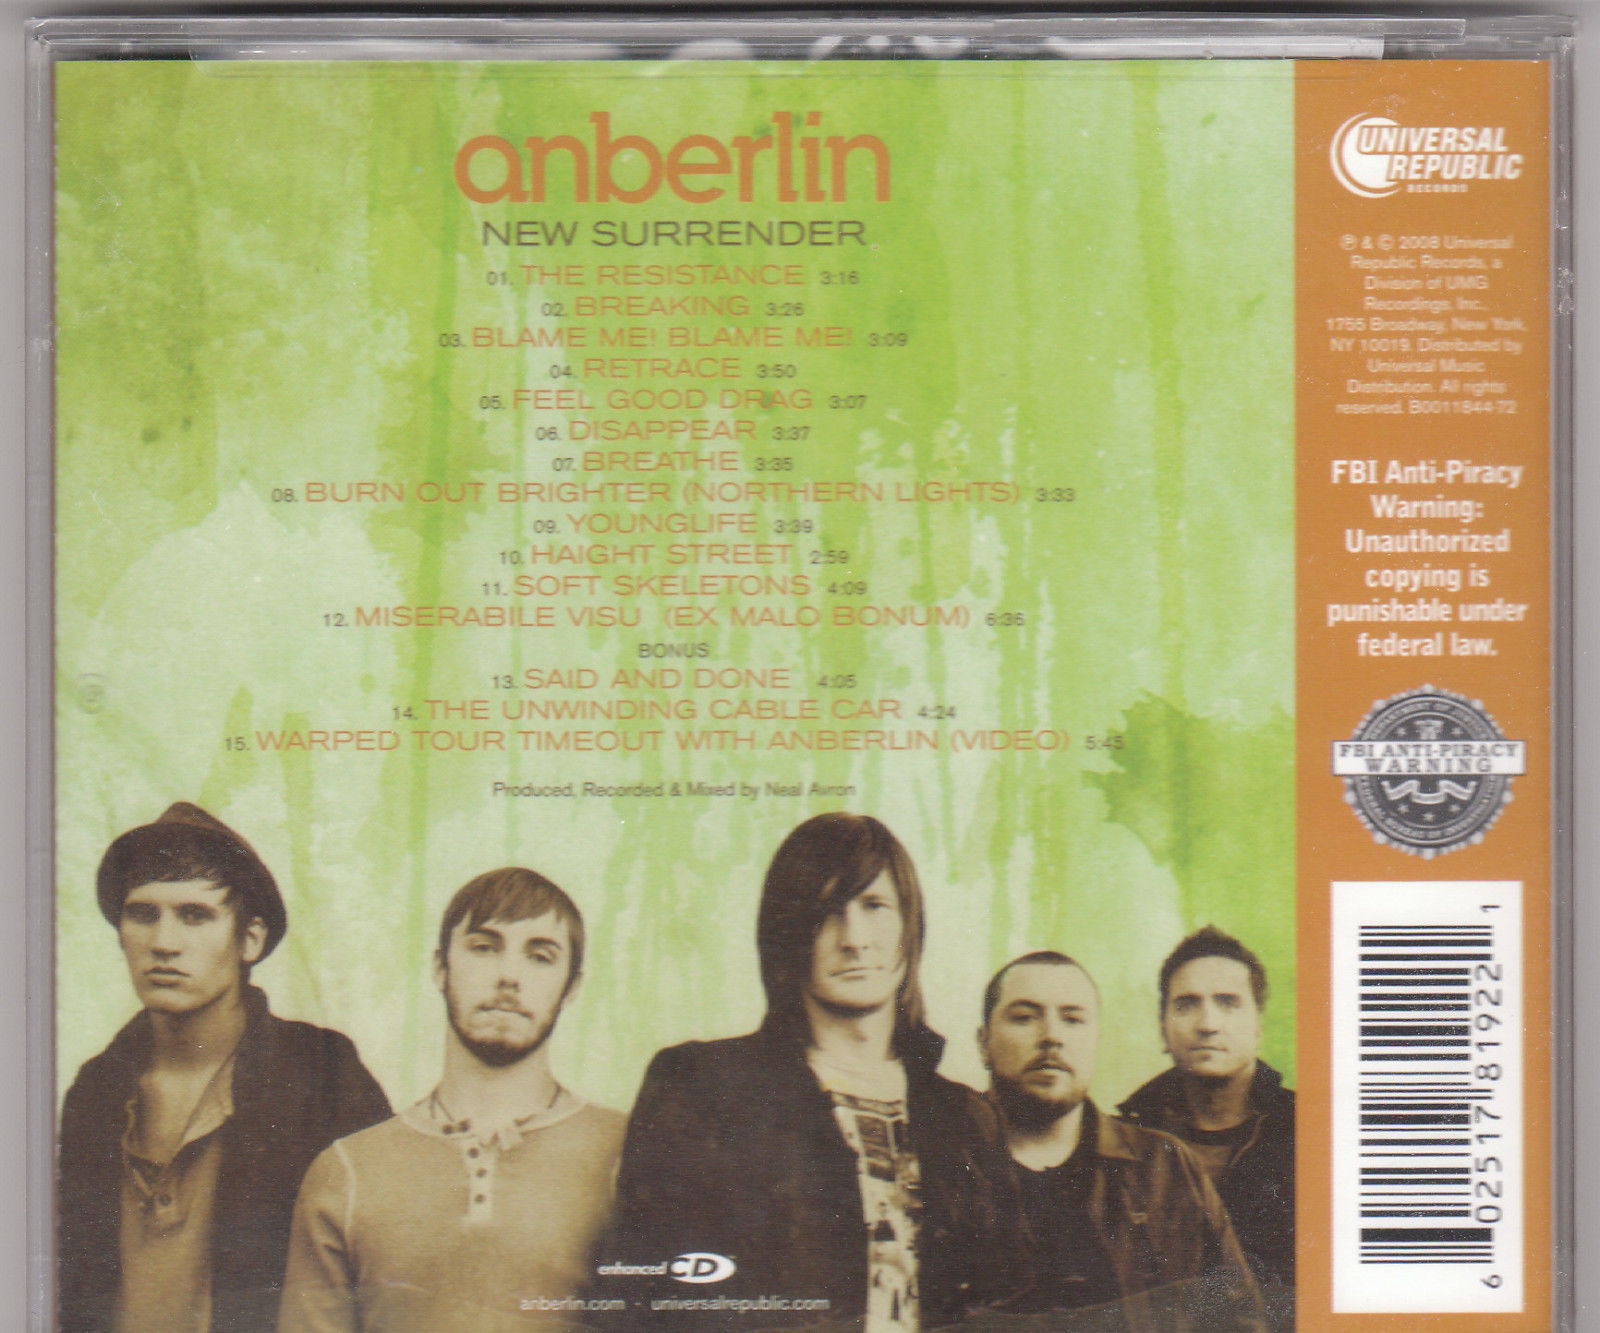 anberlin
NEW SURRENDER
01. THE RESISTANCE 3:16
02. BREAKING 3:26
03. BLAME ME! BLAME ME! 3:09
04. RETRACE 3:50
05. FEEL GOOD DRAG 3:07
06. DISAPPEAR 3:37
07. BREATHE 3:35
08. BURN OUT BRIGHTER (NORTHERN LIGHTS) 3:33
09. YOUNGLIFE 3:39
10. HAIGHT STREET 2:59
11. SOFT SKELETONS 4:09
12. MISERABILE VISU (EX MALO BONUM) 6:36
BONUS
13. SAID AND DONE 4:05
14. THE UNWINDING CABLE CAR 4:24
15. WARPED TOUR TIMEOUT WITH ANBERLIN (VIDEO) 5:45
Produced, Recorded & Mixed by Neal Avron
enhanced CD
anberlin.com - universalrepublic.com
UNIVERSAL
REPUBLIC
RECORDS
℗ & © 2008 Universal
Republic Records, a
Division of UMG
Recordings, Inc.,
1755 Broadway, New York,
NY 10019. Distributed by
Universal Music
Distribution. All rights
reserved. B0011844-72
FBI Anti-Piracy
Warning:
Unauthorized
copying is
punishable under
federal law.
FBI ANTI-PIRACY
WARNING
6 02517 81922 1